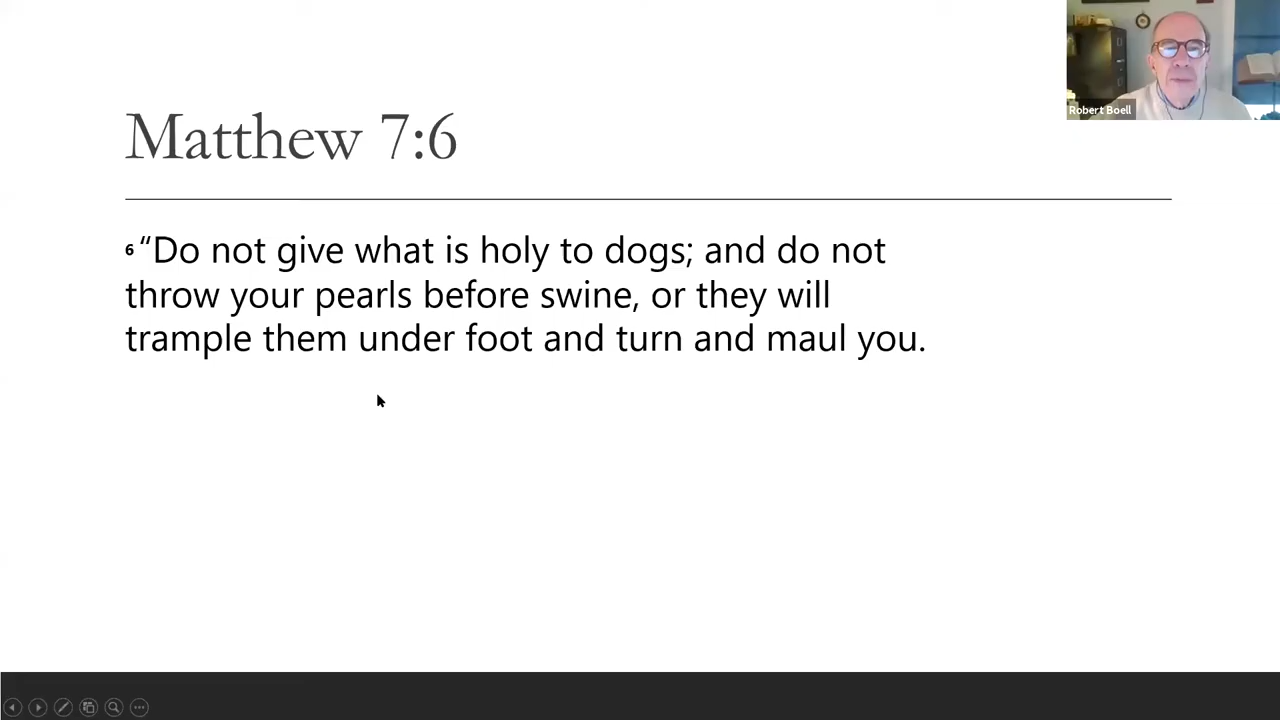 Robert Boell
Matthew 7:6
6 “Do not give what is holy to dogs; and do not
throw your pearls before swine, or they will
trample them under foot and turn and maul you.